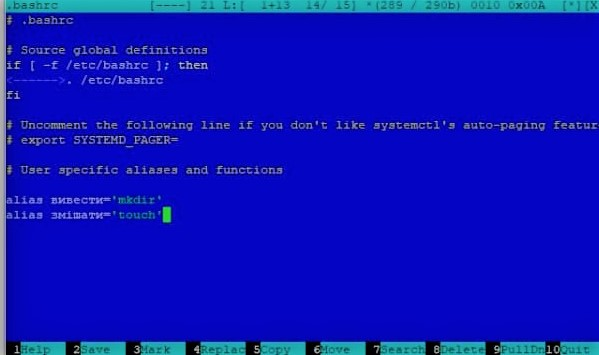 .bashrc [----] 21 L:[ 1+13 14/ 15] *(289 / 290b) 0010 0x00A [*][X
# .bashrc
# Source global definitions
if [ -f /etc/bashrc ]; then
<------>. /etc/bashrc
fi
# Uncomment the following line if you don't like systemctl's auto-paging featur
# export SYSTEMD_PAGER=
# User specific aliases and functions
alias вивести='mkdir'
alias змішати='touch'
1Help 2Save 3Mark 4Replac 5Copy 6Move 7Search 8Delete 9PullDn 10Quit